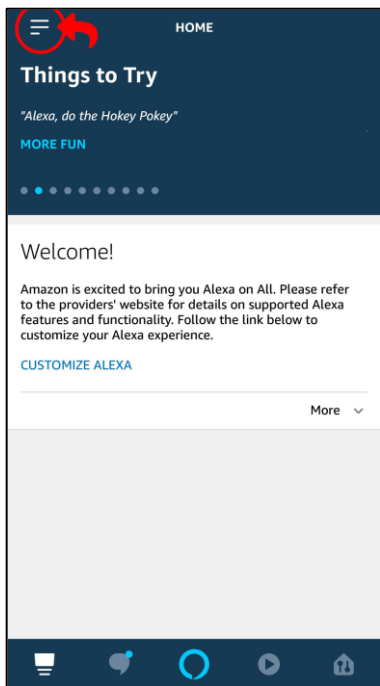 HOME
Things to Try
"Alexa, do the Hokey Pokey"
MORE FUN
Welcome!
Amazon is excited to bring you Alexa on All. Please refer
to the providers' website for details on supported Alexa
features and functionality. Follow the link below to
customize your Alexa experience.
CUSTOMIZE ALEXA
More